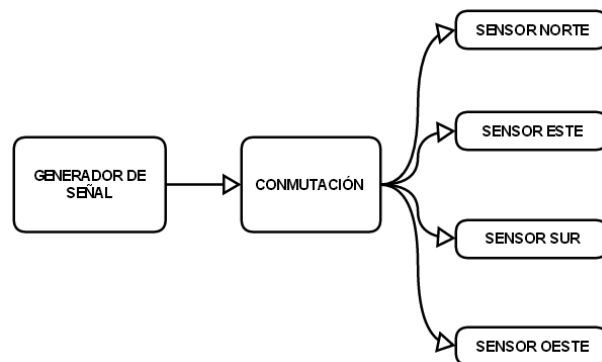 SENSOR NORTE
SENSOR ESTE
GENERADOR DE
SEÑAL
CONMUTACIÓN
SENSOR SUR
SENSOR OESTE